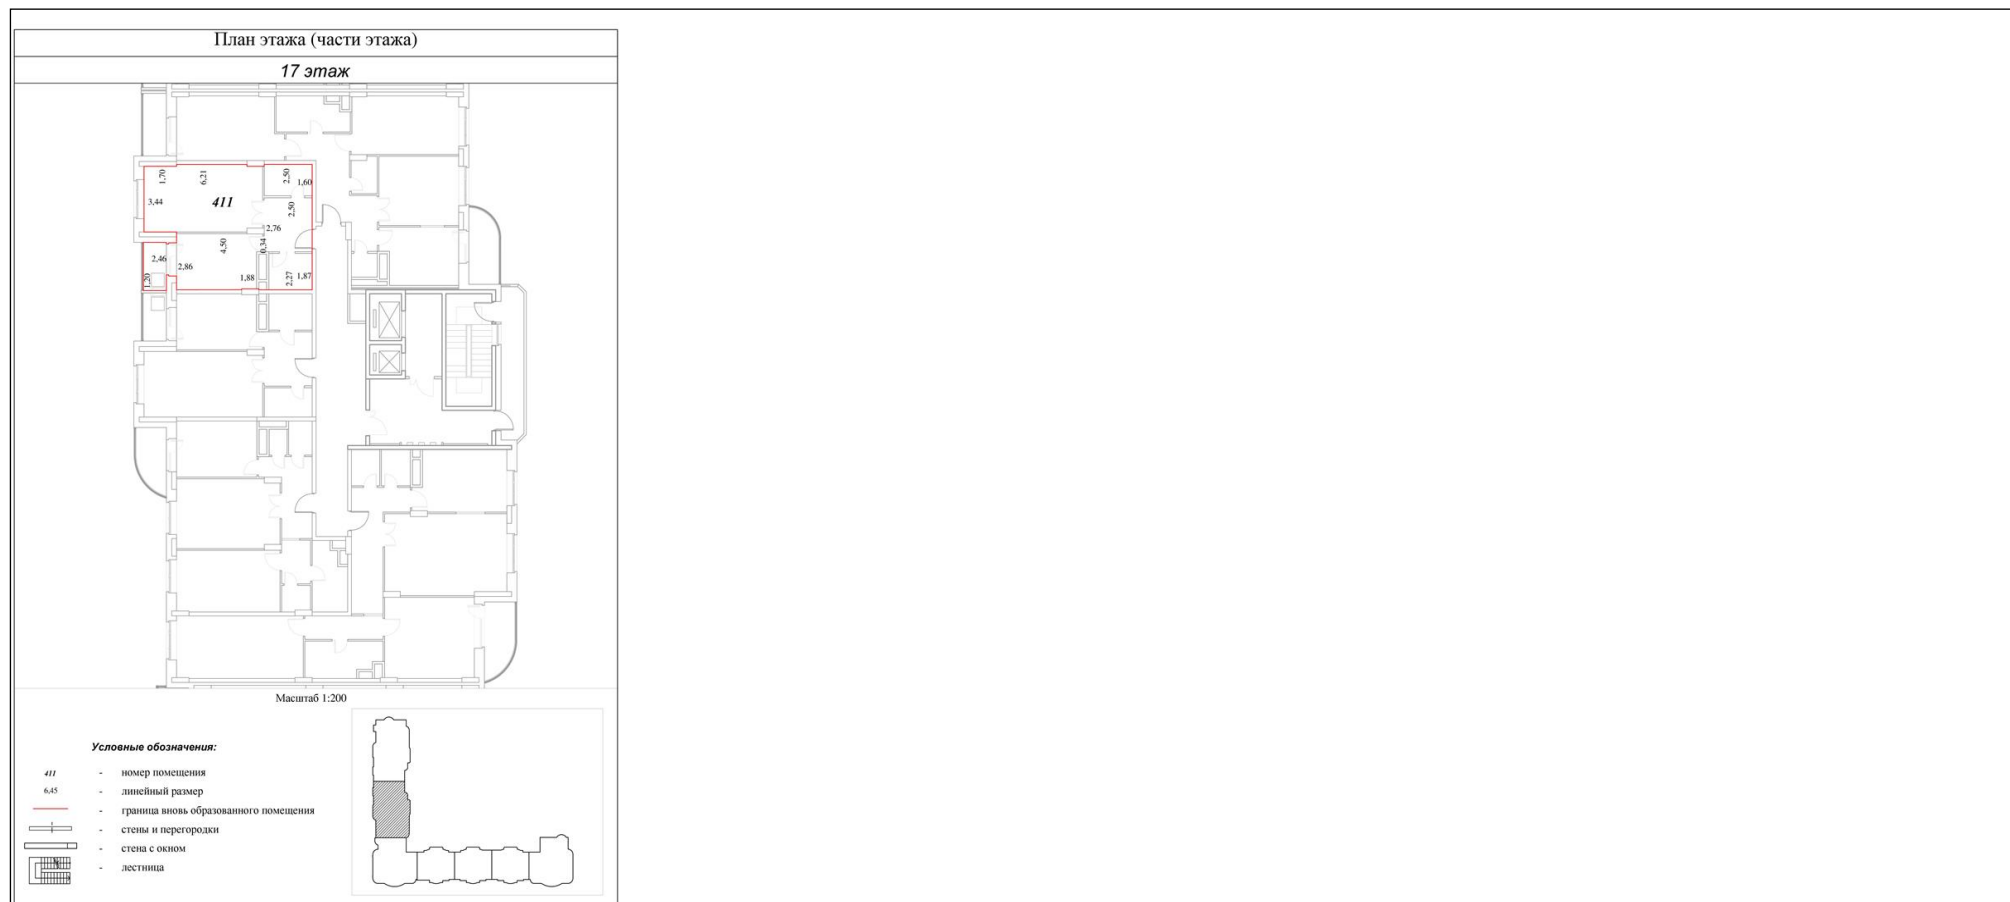 План этажа (части этажа)
17 этаж
1,70
6,21
2,50
1,60
3,44
411
2,50
2,76
4,50
0,34
2,46
2,86
1,20
1,88
2,27
1,87
Масштаб 1:200
Условные обозначения:
411 - номер помещения
6,45 - линейный размер
- граница вновь образованного помещения
- стены и перегородки
- стена с окном
- лестница